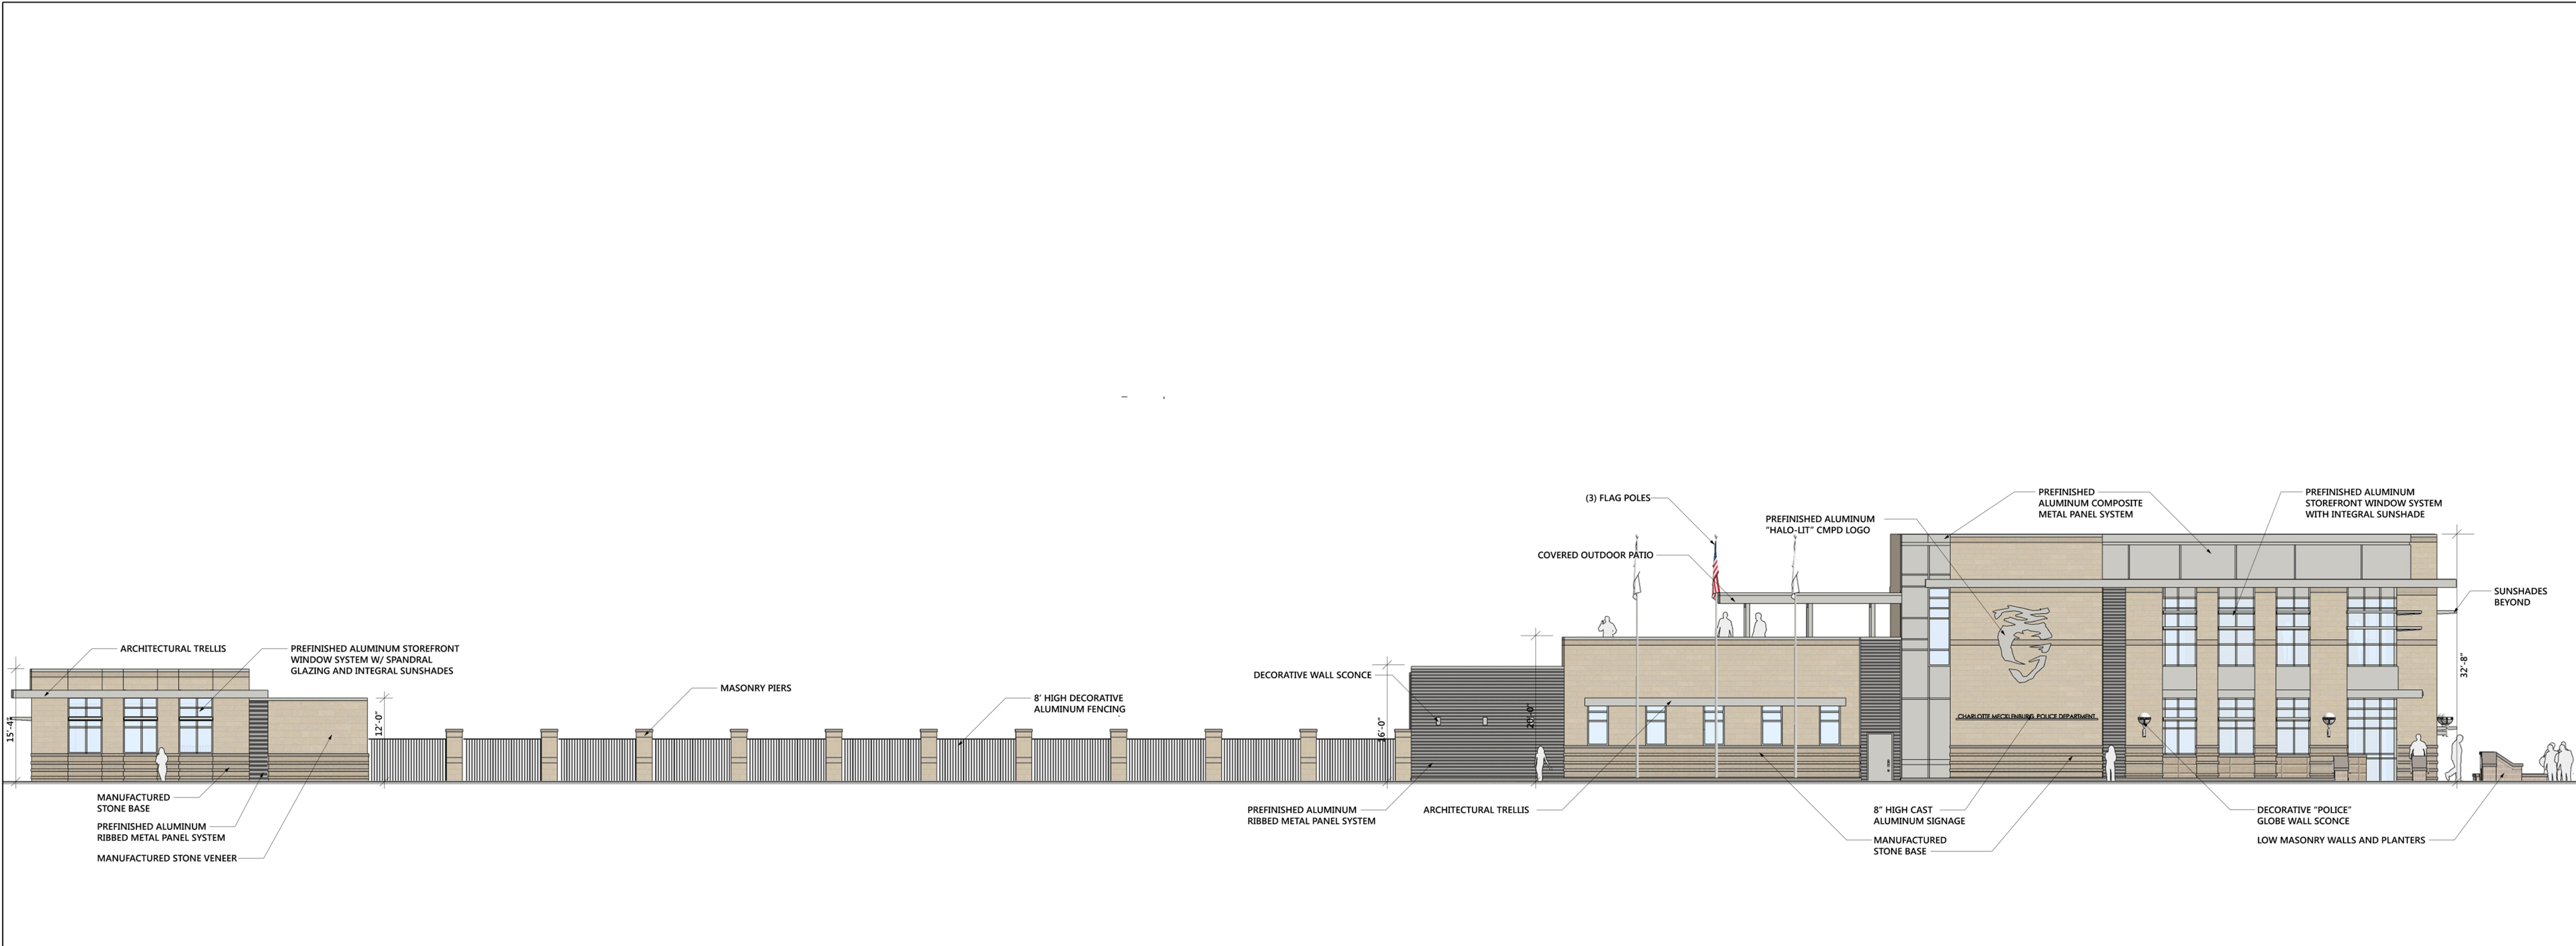 (3) FLAG POLES
PREFINISHED ALUMINUM
"HALO-LIT" CMPD LOGO
COVERED OUTDOOR PATIO
PREFINISHED
ALUMINUM COMPOSITE
METAL PANEL SYSTEM
PREFINISHED ALUMINUM
STOREFRONT WINDOW SYSTEM
WITH INTEGRAL SUNSHADE
SUNSHADES
BEYOND
32'-8"
ARCHITECTURAL TRELLIS
PREFINISHED ALUMINUM STOREFRONT
WINDOW SYSTEM W/ SPANDRAL
GLAZING AND INTEGRAL SUNSHADES
MASONRY PIERS
8' HIGH DECORATIVE
ALUMINUM FENCING
DECORATIVE WALL SCONCE
15'-4"
12'-0"
16'-0"
20'-0"
CHARLOTTE MECKLENBURG POLICE DEPARTMENT
MANUFACTURED
STONE BASE
PREFINISHED ALUMINUM
RIBBED METAL PANEL SYSTEM
MANUFACTURED STONE VENEER
PREFINISHED ALUMINUM
RIBBED METAL PANEL SYSTEM
ARCHITECTURAL TRELLIS
8" HIGH CAST
ALUMINUM SIGNAGE
MANUFACTURED
STONE BASE
DECORATIVE "POLICE"
GLOBE WALL SCONCE
LOW MASONRY WALLS AND PLANTERS